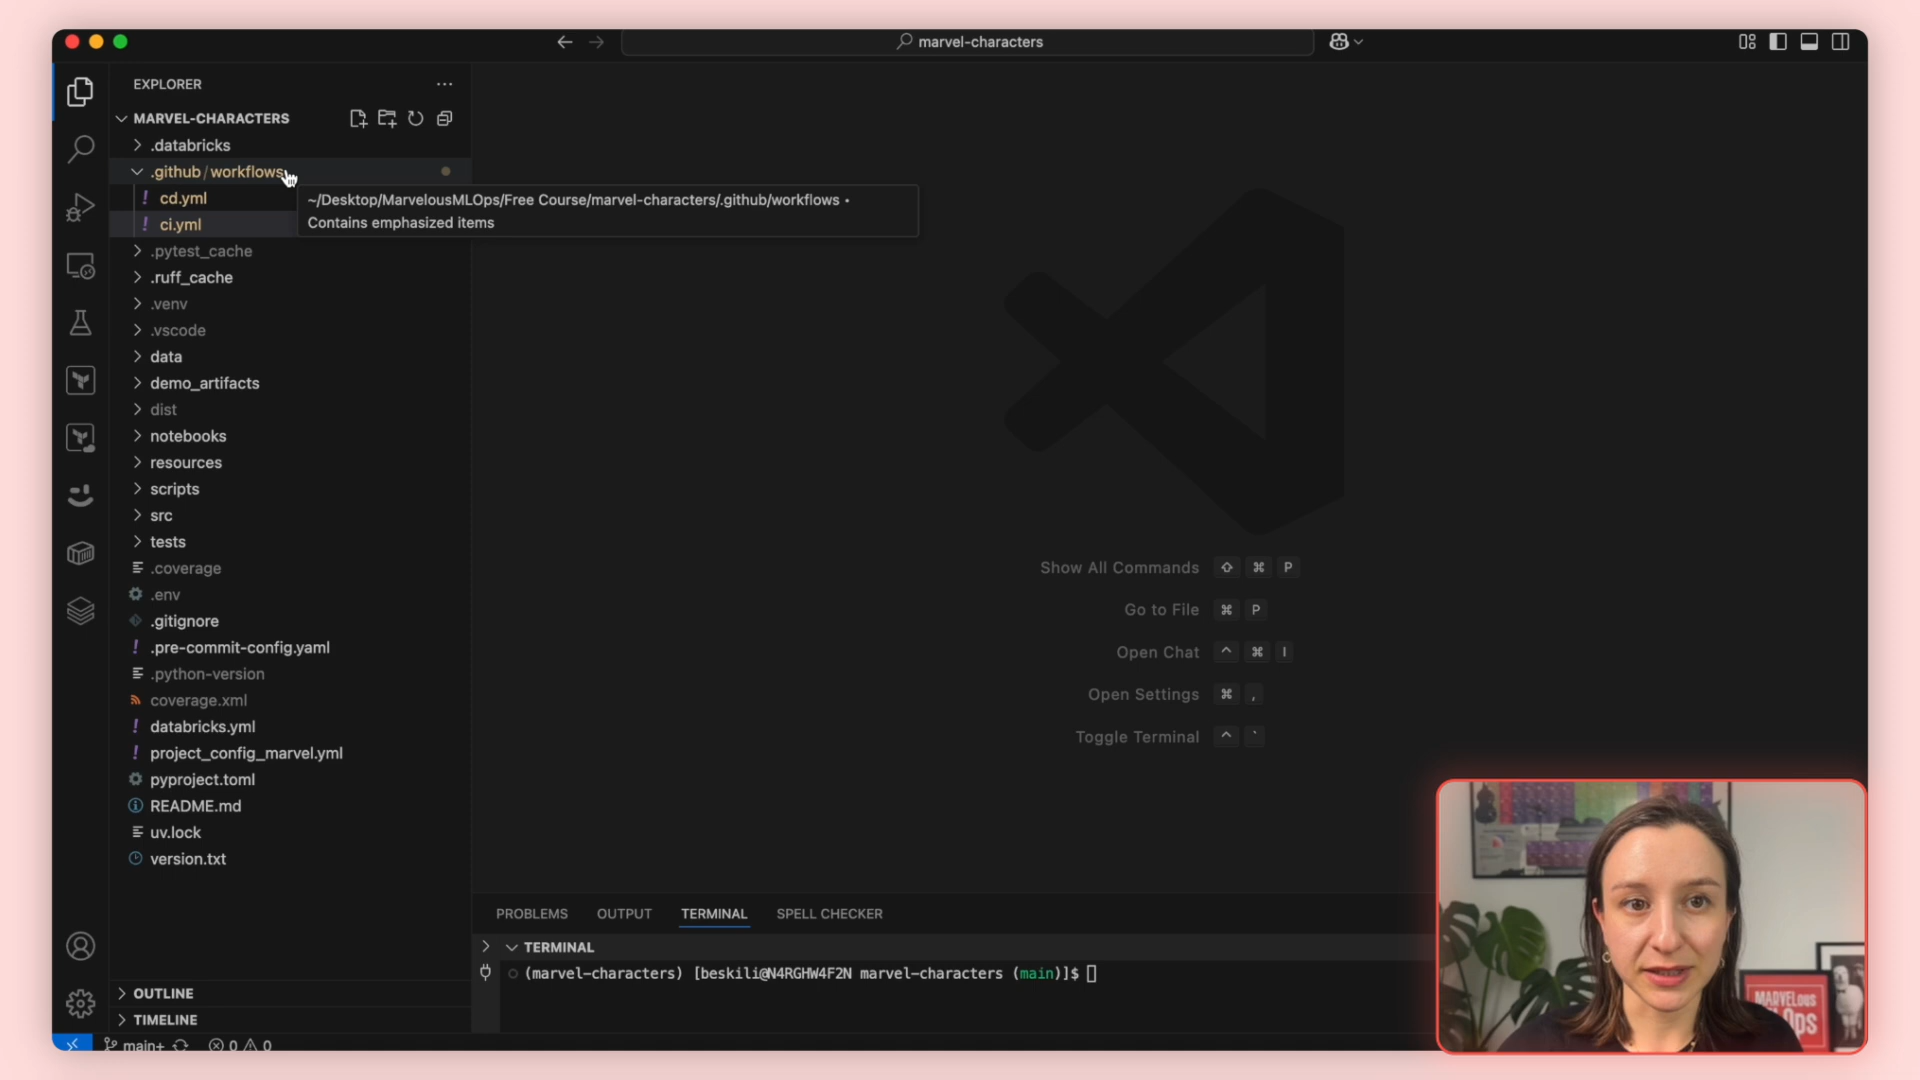 marvel-characters
EXPLORER
MARVEL-CHARACTERS
.databricks
.github / workflows
cd.yml
~/Desktop/MarvelousMLOps/Free Course/marvel-characters/.github/workflows •
Contains emphasized items
ci.yml
.pytest_cache
.ruff_cache
.venv
.vscode
data
demo_artifacts
dist
notebooks
resources
scripts
src
tests
.coverage
.env
.gitignore
.pre-commit-config.yaml
.python-version
coverage.xml
databricks.yml
project_config_marvel.yml
pyproject.toml
README.md
uv.lock
version.txt
OUTLINE
TIMELINE
main+ 0 0
Show All Commands ⇧ ⌘ P
Go to File ⌘ P
Open Chat ^ ⌘ I
Open Settings ⌘ ,
Toggle Terminal ^ `
PROBLEMS OUTPUT TERMINAL SPELL CHECKER
TERMINAL
(marvel-characters) [beskili@N4RGHW4F2N marvel-characters (main)]$
MARVELous
MLOps